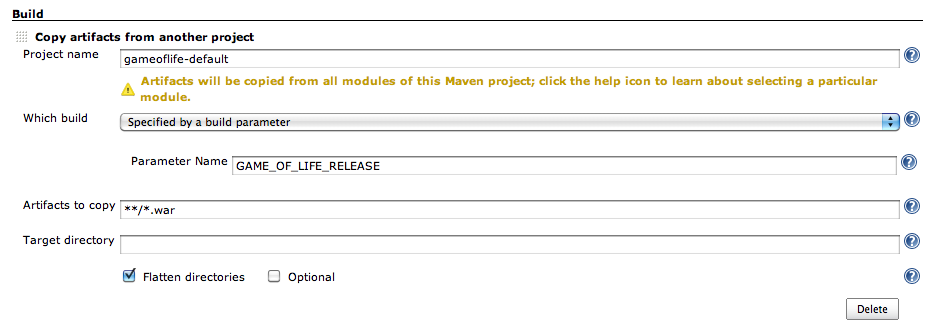 Build
Copy artifacts from another project
Project name
gameoflife-default
Artifacts will be copied from all modules of this Maven project; click the help icon to learn about selecting a particular
module.
Which build
Specified by a build parameter
Parameter Name
GAME_OF_LIFE_RELEASE
Artifacts to copy
**/*.war
Target directory
Flatten directories
Optional
Delete